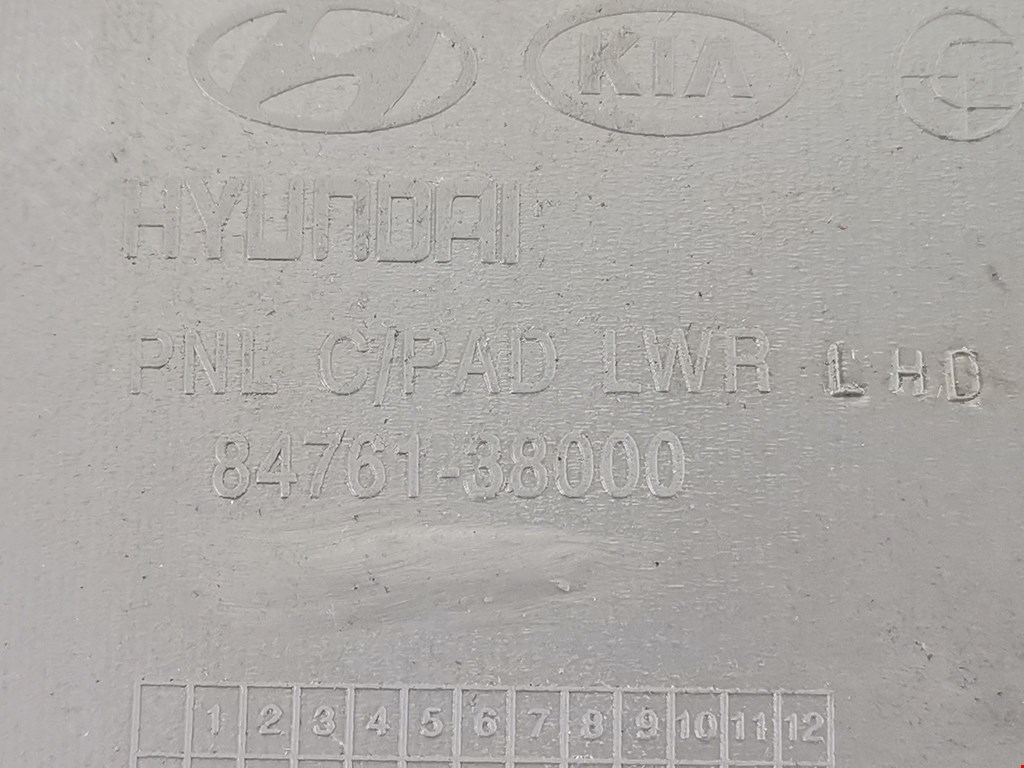 KIA
HYUNDAI
PNL C/PAD LWR LHD
84761-38000
1 2 3 4 5 6 7 8 9 10 11 12